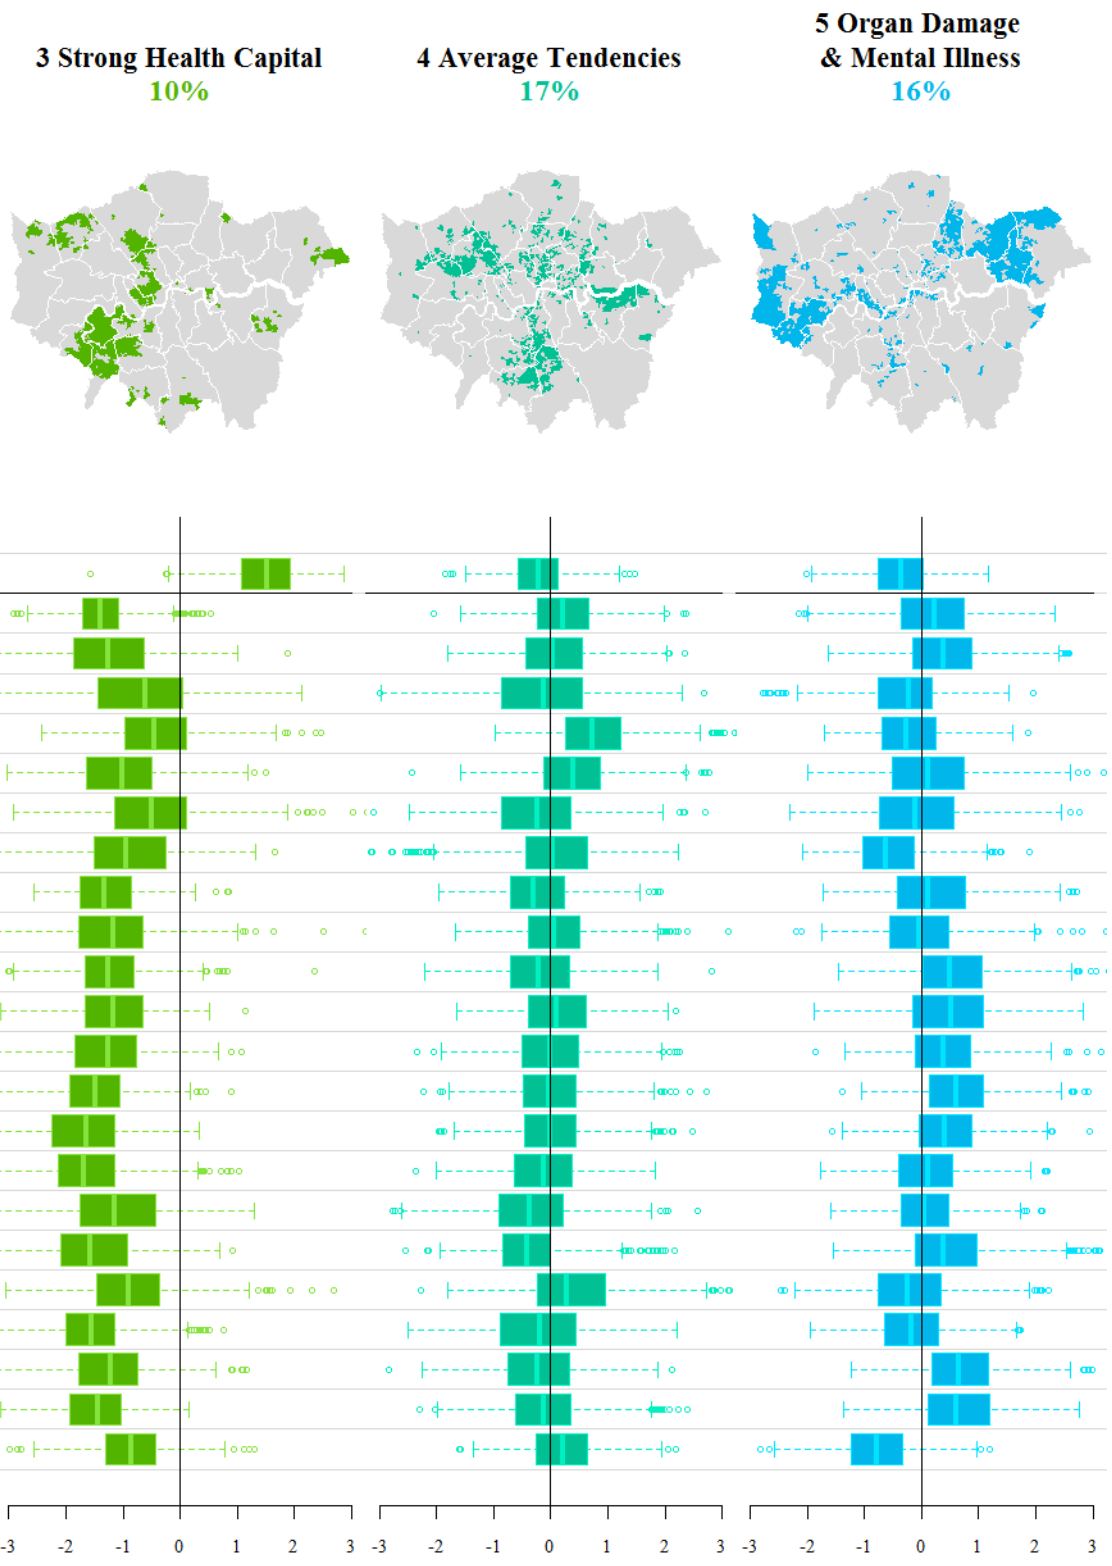 5 Organ Damage
3 Strong Health Capital 4 Average Tendencies & Mental Illness
10% 17% 16%
-3 -2 -1 0 1 2 3 -3 -2 -1 0 1 2 3 -3 -2 -1 0 1 2 3